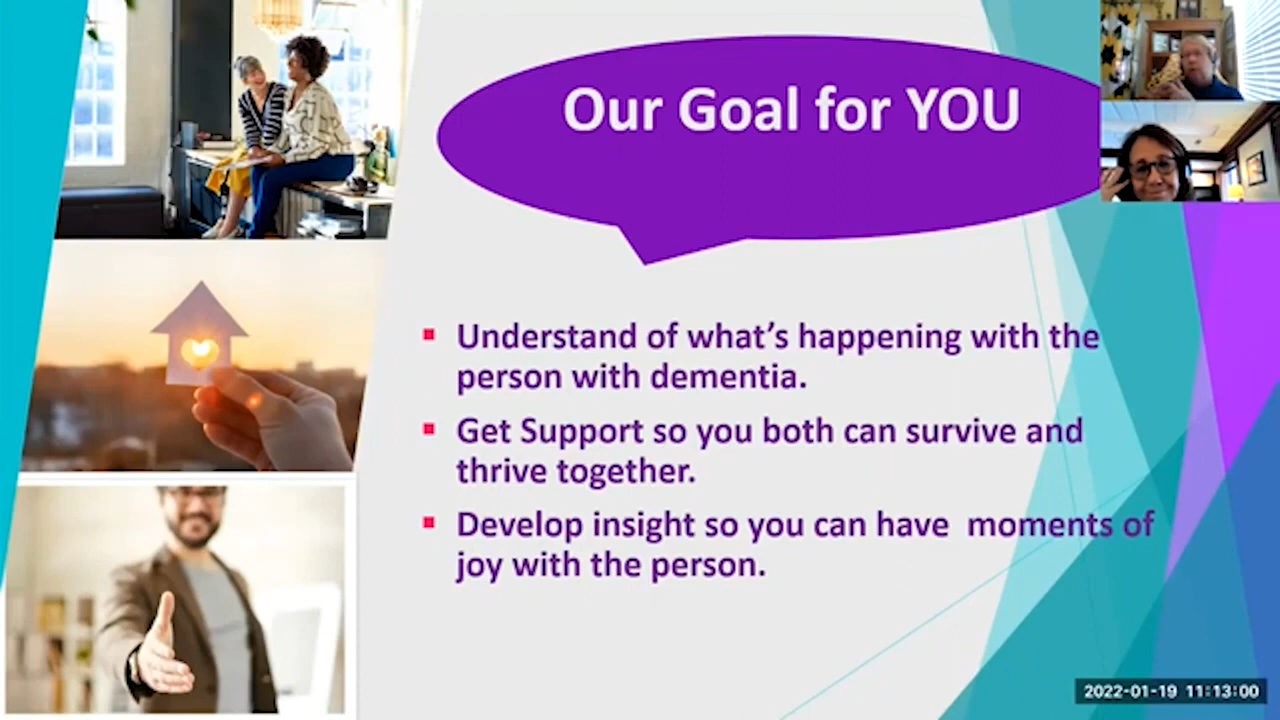 Our Goal for YOU
Understand of what's happening with the
person with dementia.
Get Support so you both can survive and
thrive together.
Develop insight so you can have  moments of
joy with the person.
2022-01-19 11:13:00